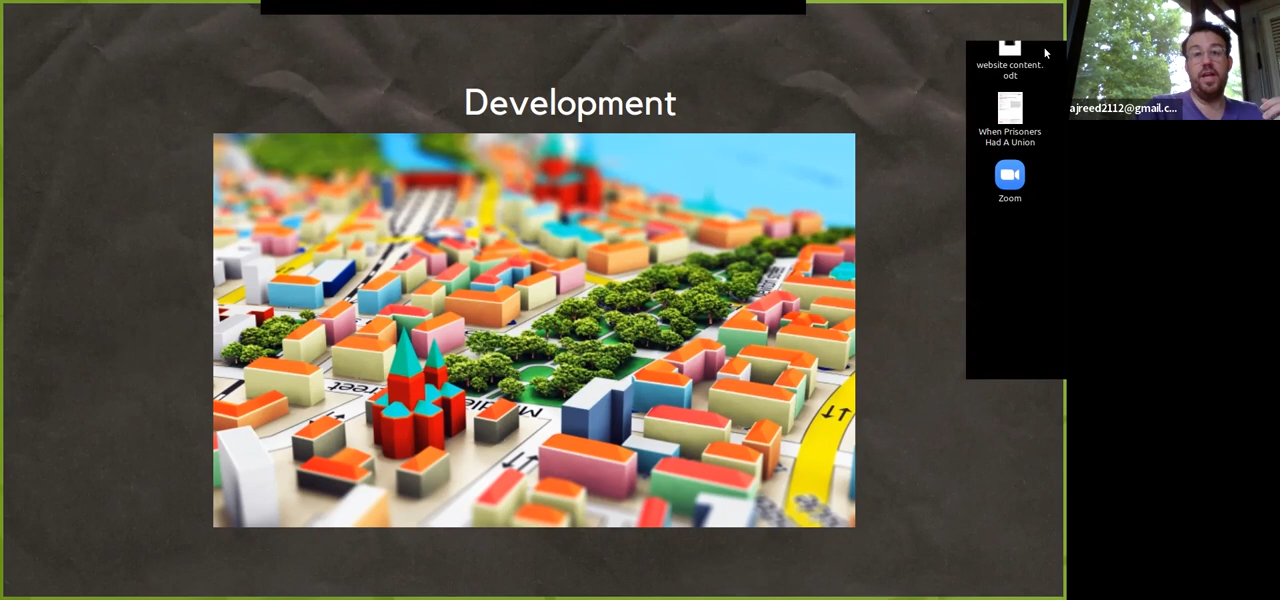 Development
website content.
odt
When Prisoners
Had A Union
Zoom
ajreed2112@gmail.c...